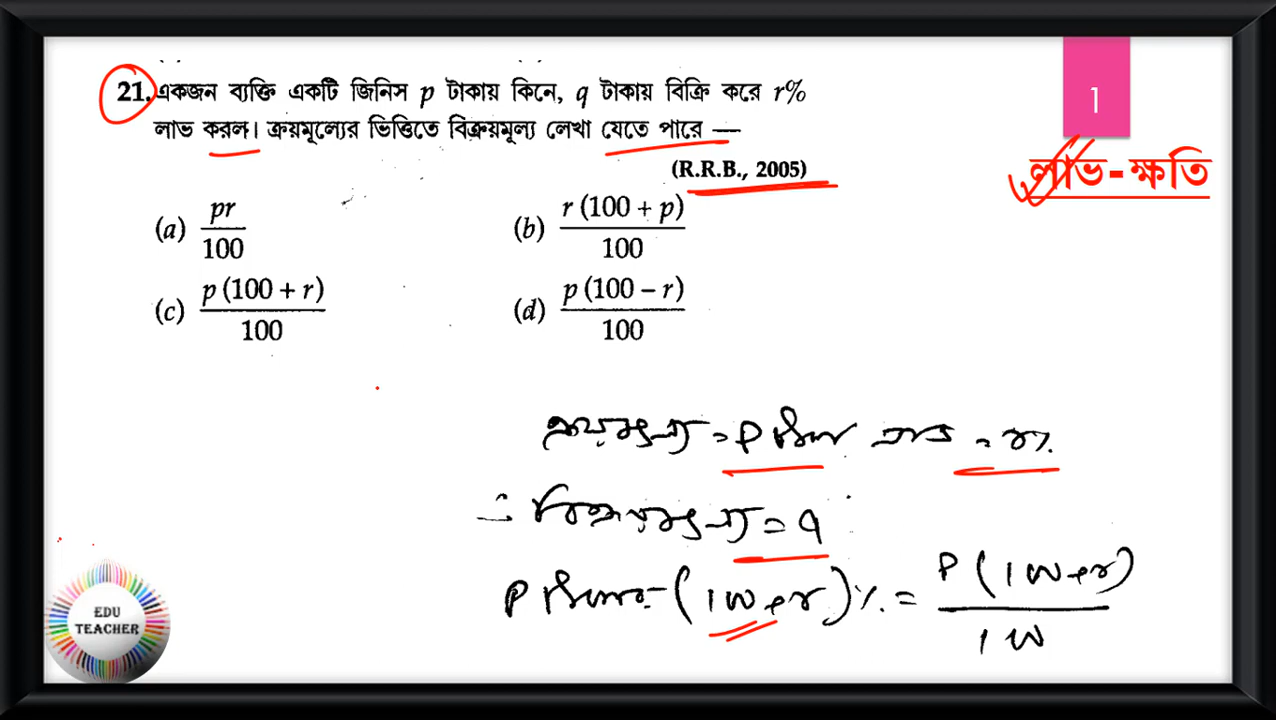 21. একজন ব্যক্তি একটি জিনিস p টাকায় কিনে, q টাকায় বিক্রি করে r%
লাভ করল। ক্রয়মূল্যের ভিত্তিতে বিক্রয়মূল্য লেখা যেতে পারে —
(R.R.B., 2005)
1
লাভ-ক্ষতি
(a) pr/100 (b) r (100 + p)/100
(c) p (100 + r)/100 (d) p (100 – r)/100
ক্রয়মূল্য = P টাকা লাভ = r%
∴ বিক্রয়মূল্য = q
P টাকার (100+r)% = P(100+r)/100
EDU
TEACHER